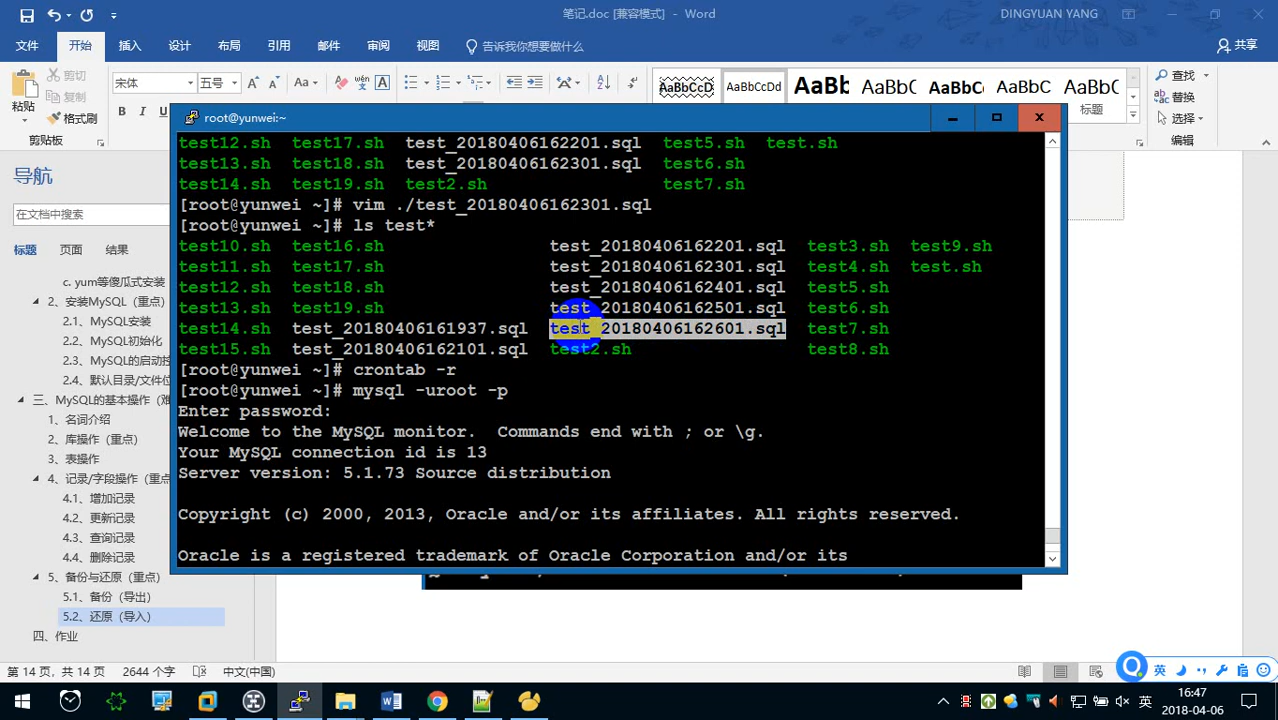 笔记.doc [兼容模式] - Word
DINGYUAN YANG
文件 开始 插入 设计 布局 引用 邮件 审阅 视图 告诉我你想要做什么 共享
粘贴 剪切 复制 格式刷 剪贴板
宋体 五号 Aa 文 A B I U
AaBbCcD AaBbCcDd AaBb AaBbC AaBbC AaBbC AaBbC 标题
查找 替换 选择 编辑
root@yunwei:~
test12.sh test17.sh test_20180406162201.sql test5.sh test.sh
test13.sh test18.sh test_20180406162301.sql test6.sh
test14.sh test19.sh test2.sh test7.sh
[root@yunwei ~]# vim ./test_20180406162301.sql
[root@yunwei ~]# ls test*
test10.sh test16.sh test_20180406162201.sql test3.sh test9.sh
test11.sh test17.sh test_20180406162301.sql test4.sh test.sh
test12.sh test18.sh test_20180406162401.sql test5.sh
test13.sh test19.sh test_20180406162501.sql test6.sh
test14.sh test_20180406161937.sql test_20180406162601.sql test7.sh
test15.sh test_20180406162101.sql test2.sh test8.sh
[root@yunwei ~]# crontab -r
[root@yunwei ~]# mysql -uroot -p
Enter password:
Welcome to the MySQL monitor.  Commands end with ; or \g.
Your MySQL connection id is 13
Server version: 5.1.73 Source distribution
Copyright (c) 2000, 2013, Oracle and/or its affiliates. All rights reserved.
Oracle is a registered trademark of Oracle Corporation and/or its
导航
在文档中搜索
标题 页面 结果
c. yum等傻瓜式安装
2、安装MySQL（重点）
2.1、MySQL安装
2.2、MySQL初始化
2.3、MySQL的启动控
2.4、默认目录/文件
三、MySQL的基本操作（难
1、名词介绍
2、库操作（重点）
3、表操作
4、记录/字段操作（重点
4.1、增加记录
4.2、更新记录
4.3、查询记录
4.4、删除记录
5、备份与还原（重点）
5.1、备份（导出）
5.2、还原（导入）
四、作业
第 14 页，共 14 页 2644 个字 中文(中国)
英
英 16:47
2018-04-06